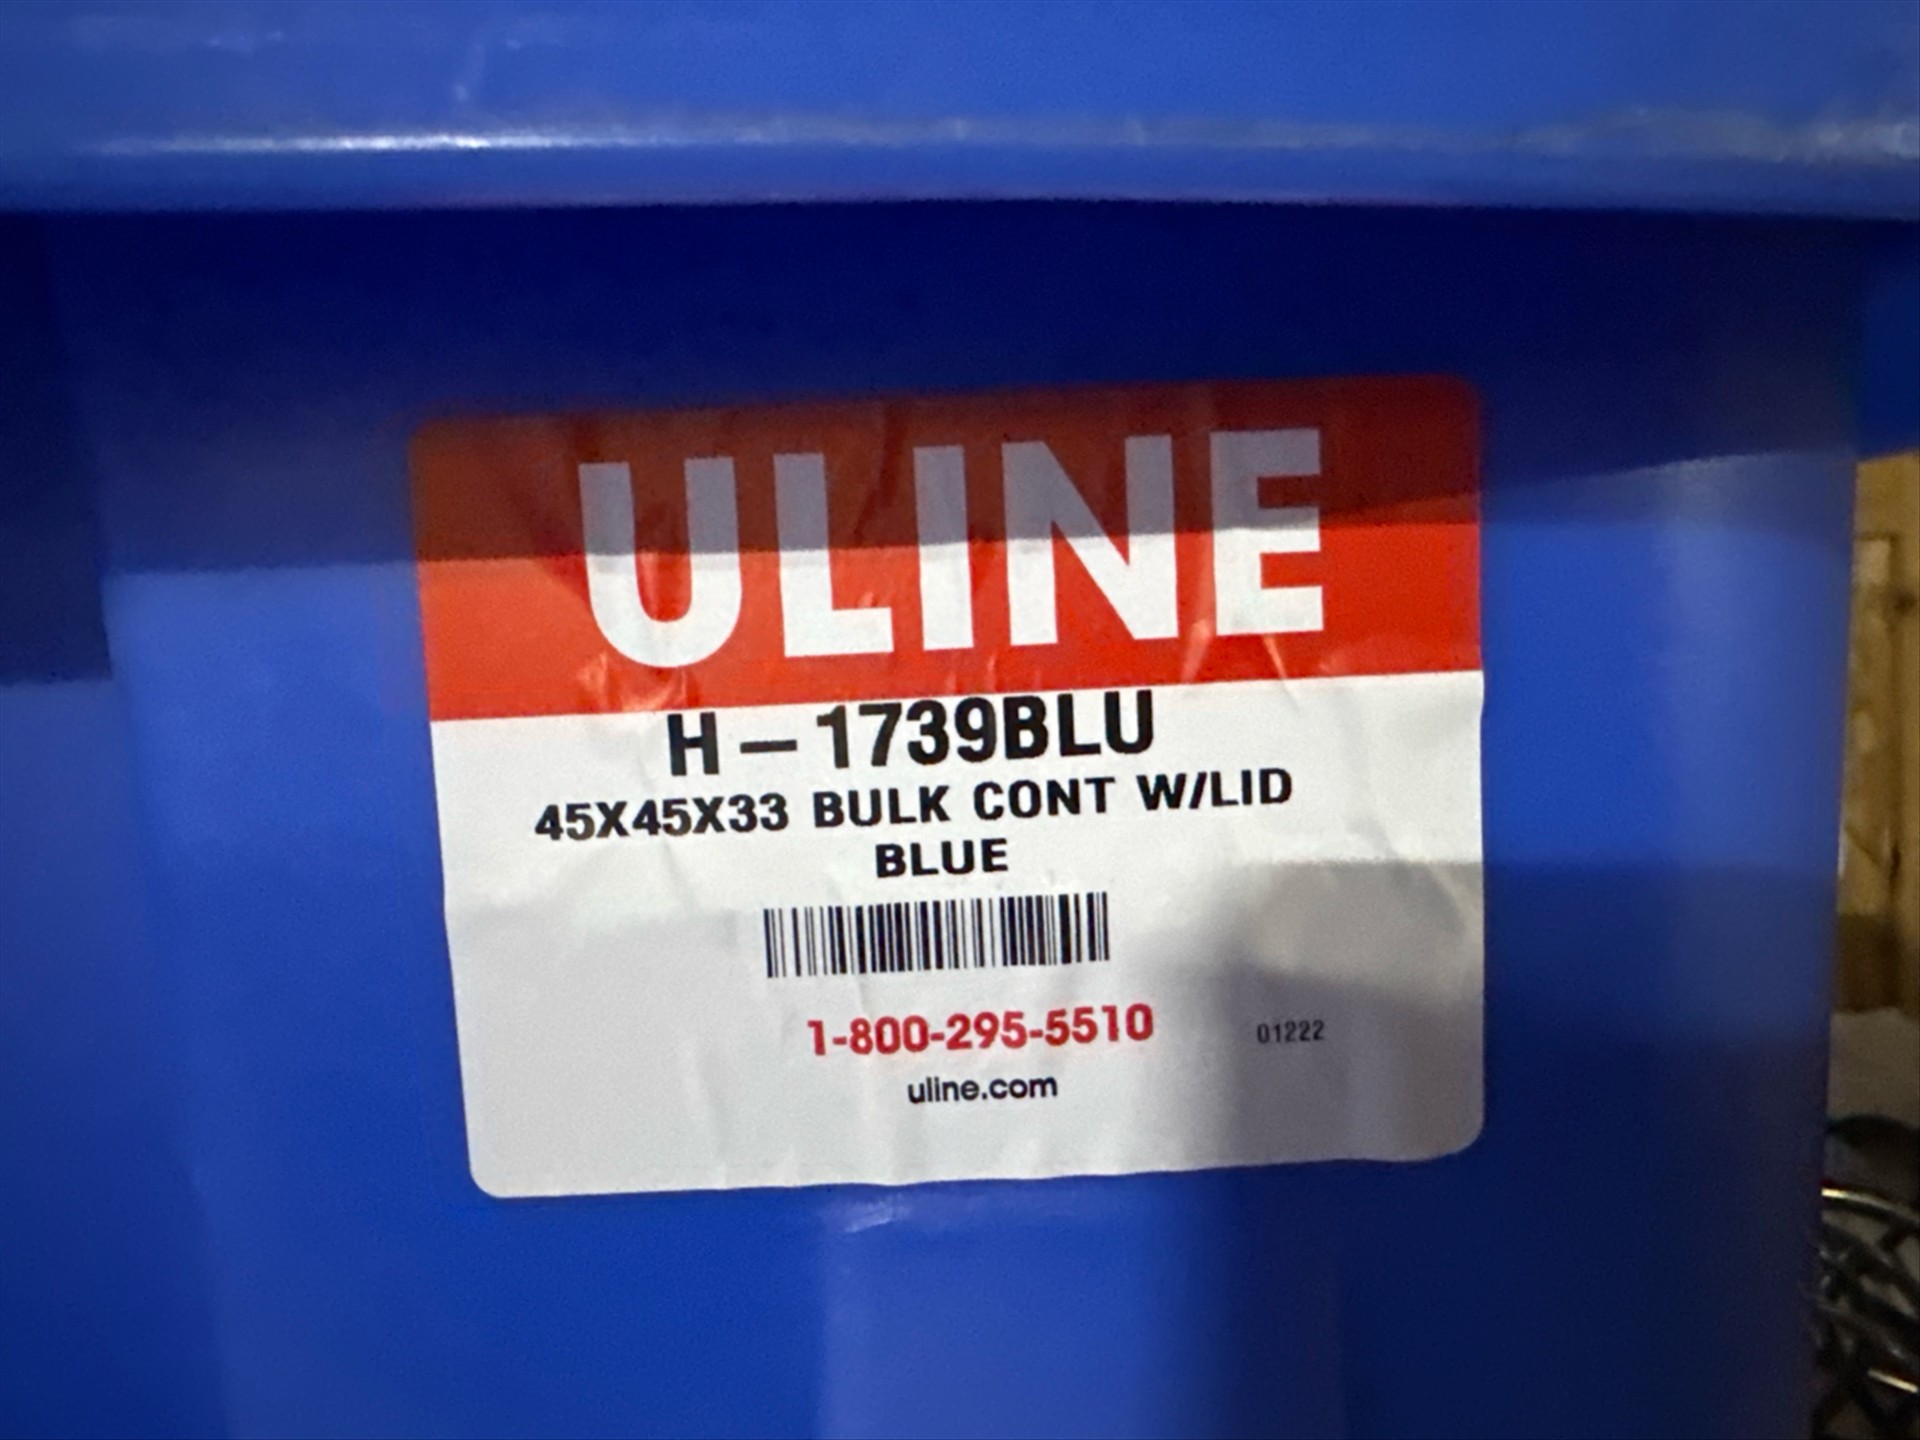 ULINE
H-1739BLU
45X45X33 BULK CONT W/LID
BLUE
1-800-295-5510
01222
uline.com